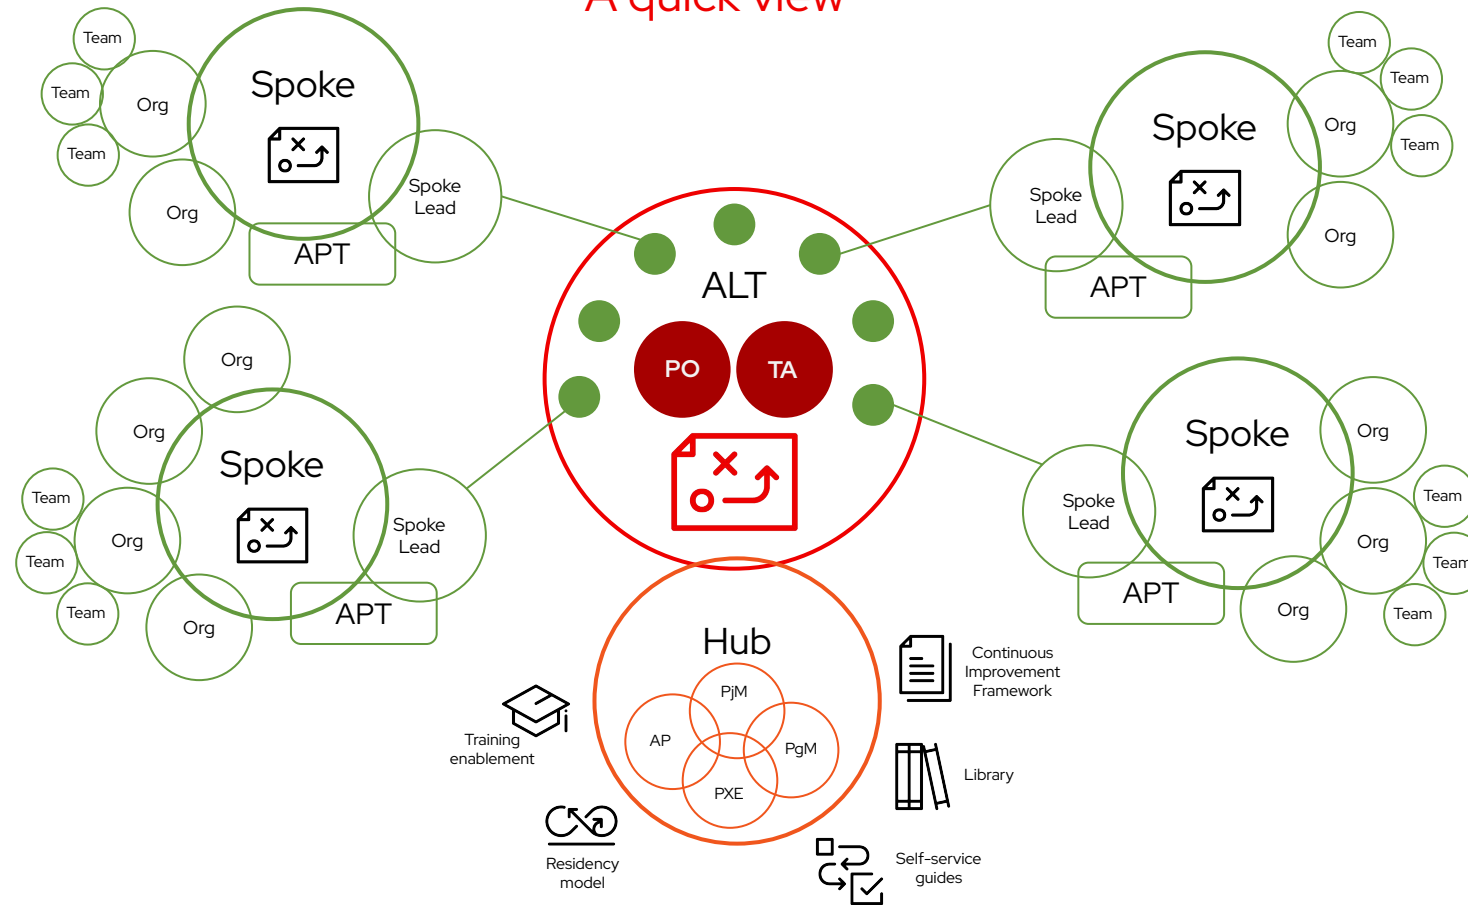 A quick view
Team
Team
Team
Org
Org
Spoke
Spoke
Lead
APT
Spoke
Spoke
Lead
APT
Team
Team
Team
Org
Org
ALT
PO
TA
Org
Org
Org
Org
Team
Team
Team
Spoke
Spoke
Lead
APT
Spoke
Spoke
Lead
APT
Org
Org
Org
Team
Team
Team
Hub
PjM
AP
PgM
PXE
Training
enablement
Residency
model
Continuous
Improvement
Framework
Library
Self-service
guides